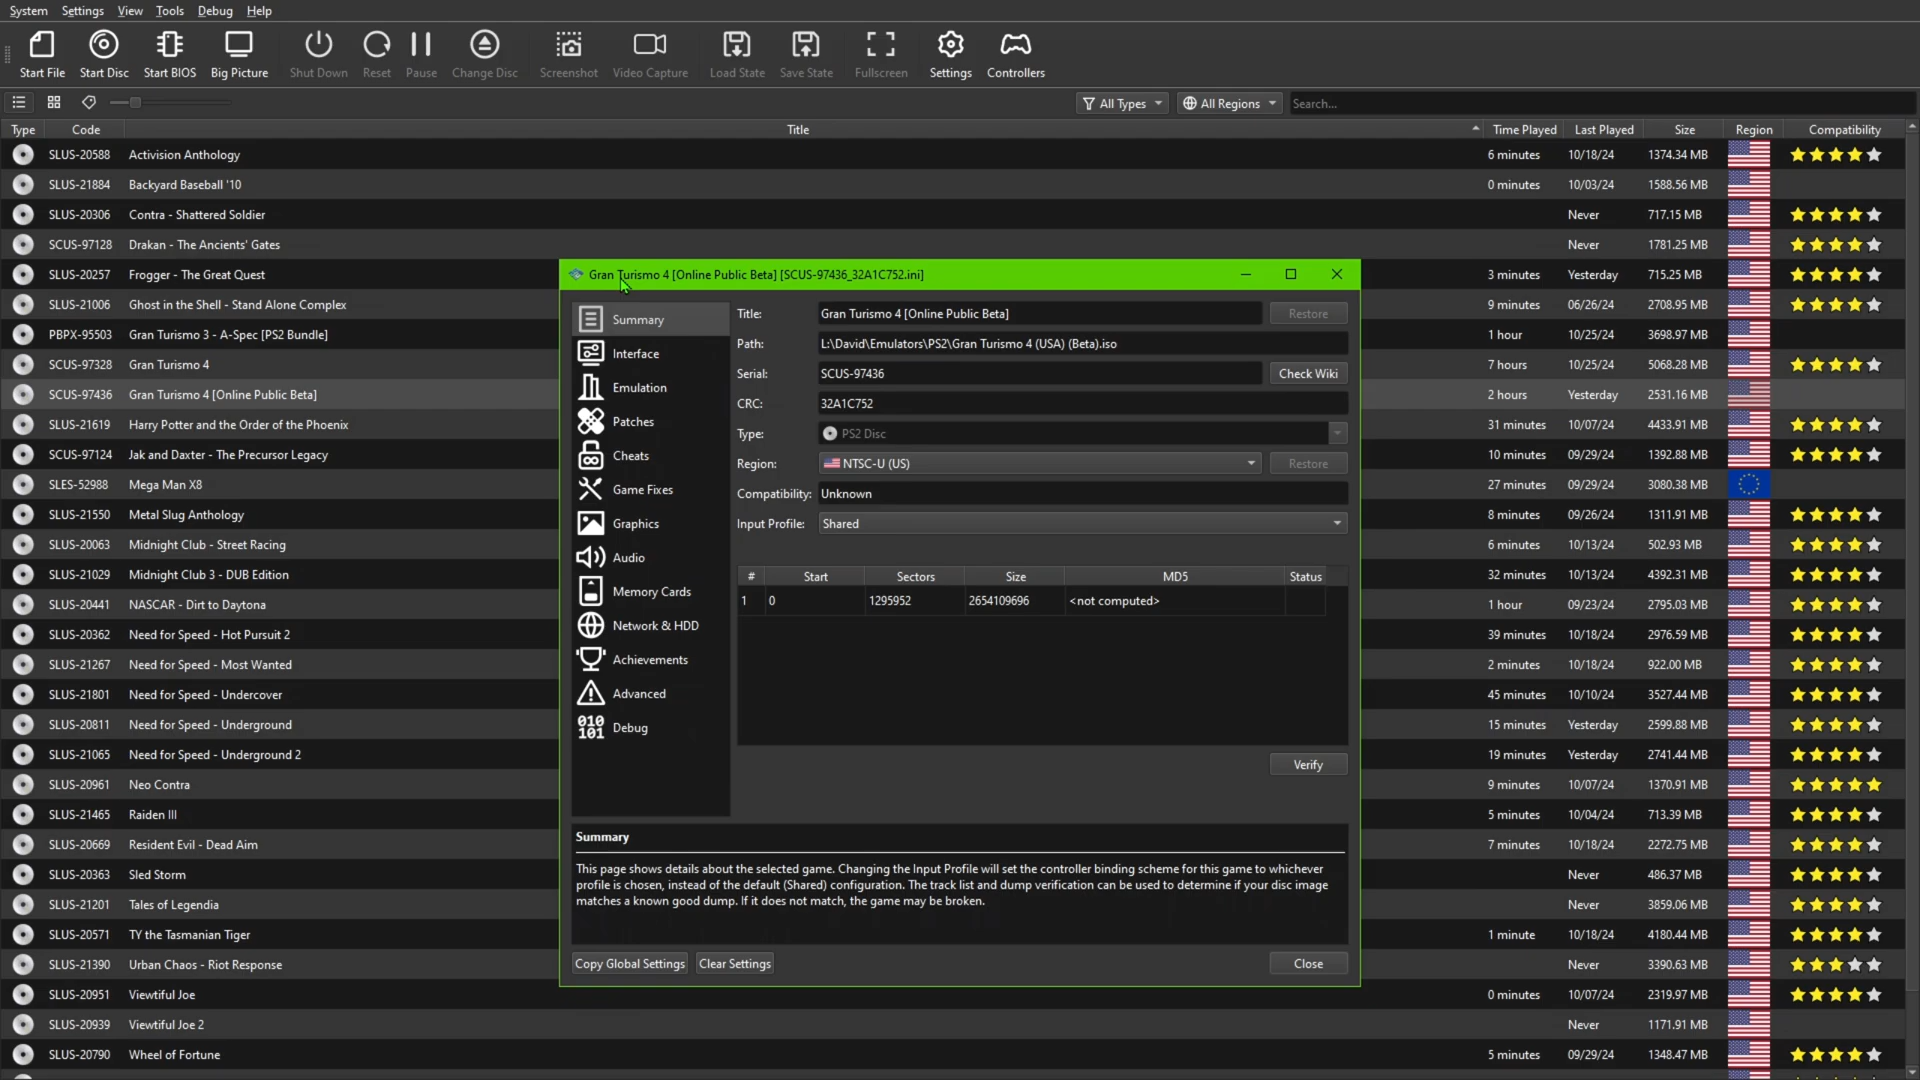 System Settings View Tools Debug Help
Start File Start Disc Start BIOS Big Picture Shut Down Reset Pause Change Disc Screenshot Video Capture Load State Save State Fullscreen Settings Controllers
All Types All Regions Search...
Type Code Title Time Played Last Played Size Region Compatibility
SLUS-20588 Activision Anthology 6 minutes 10/18/24 1374.34 MB
SLUS-21884 Backyard Baseball '10 0 minutes 10/03/24 1588.56 MB
SLUS-20306 Contra - Shattered Soldier Never 717.15 MB
SCUS-97128 Drakan - The Ancients' Gates Never 1781.25 MB
SLUS-20257 Frogger - The Great Quest 3 minutes Yesterday 715.25 MB
SLUS-21006 Ghost in the Shell - Stand Alone Complex 9 minutes 06/26/24 2708.95 MB
PBPX-95503 Gran Turismo 3 - A-Spec [PS2 Bundle] 1 hour 10/25/24 3698.97 MB
SCUS-97328 Gran Turismo 4 7 hours 10/25/24 5068.28 MB
SCUS-97436 Gran Turismo 4 [Online Public Beta] 2 hours Yesterday 2531.16 MB
SLUS-21619 Harry Potter and the Order of the Phoenix 31 minutes 10/07/24 4433.91 MB
SCUS-97124 Jak and Daxter - The Precursor Legacy 10 minutes 09/29/24 1392.88 MB
SLES-52988 Mega Man X8 27 minutes 09/29/24 3080.38 MB
SLUS-21550 Metal Slug Anthology 8 minutes 09/26/24 1311.91 MB
SLUS-20063 Midnight Club - Street Racing 6 minutes 10/13/24 502.93 MB
SLUS-21029 Midnight Club 3 - DUB Edition 32 minutes 10/13/24 4392.31 MB
SLUS-20441 NASCAR - Dirt to Daytona 1 hour 09/23/24 2795.03 MB
SLUS-20362 Need for Speed - Hot Pursuit 2 39 minutes 10/18/24 2976.59 MB
SLUS-21267 Need for Speed - Most Wanted 2 minutes 10/18/24 922.00 MB
SLUS-21801 Need for Speed - Undercover 45 minutes 10/10/24 3527.44 MB
SLUS-20811 Need for Speed - Underground 15 minutes Yesterday 2599.88 MB
SLUS-21065 Need for Speed - Underground 2 19 minutes Yesterday 2741.44 MB
SLUS-20961 Neo Contra 9 minutes 10/07/24 1370.91 MB
SLUS-21465 Raiden III 5 minutes 10/04/24 713.39 MB
SLUS-20669 Resident Evil - Dead Aim 7 minutes 10/18/24 2272.75 MB
SLUS-20363 Sled Storm Never 486.37 MB
SLUS-21201 Tales of Legendia Never 3859.06 MB
SLUS-20571 TY the Tasmanian Tiger 1 minute 10/18/24 4180.44 MB
SLUS-21390 Urban Chaos - Riot Response Never 3390.63 MB
SLUS-20951 Viewtiful Joe 0 minutes 10/07/24 2319.97 MB
SLUS-20939 Viewtiful Joe 2 Never 1171.91 MB
SLUS-20790 Wheel of Fortune 5 minutes 09/29/24 1348.47 MB
Gran Turismo 4 [Online Public Beta] [SCUS-97436_32A1C752.ini]
Summary
Interface
Emulation
Patches
Cheats
Game Fixes
Graphics
Audio
Memory Cards
Network & HDD
Achievements
Advanced
010
101 Debug
Title: Gran Turismo 4 [Online Public Beta] Restore
Path: L:\David\Emulators\PS2\Gran Turismo 4 (USA) (Beta).iso
Serial: SCUS-97436 Check Wiki
CRC: 32A1C752
Type: PS2 Disc
Region: NTSC-U (US) Restore
Compatibility: Unknown
Input Profile: Shared
# Start Sectors Size MD5 Status
1 0 1295952 2654109696 <not computed>
Verify
Summary
This page shows details about the selected game. Changing the Input Profile will set the controller binding scheme for this game to whichever
profile is chosen, instead of the default (Shared) configuration. The track list and dump verification can be used to determine if your disc image
matches a known good dump. If it does not match, the game may be broken.
Copy Global Settings Clear Settings Close